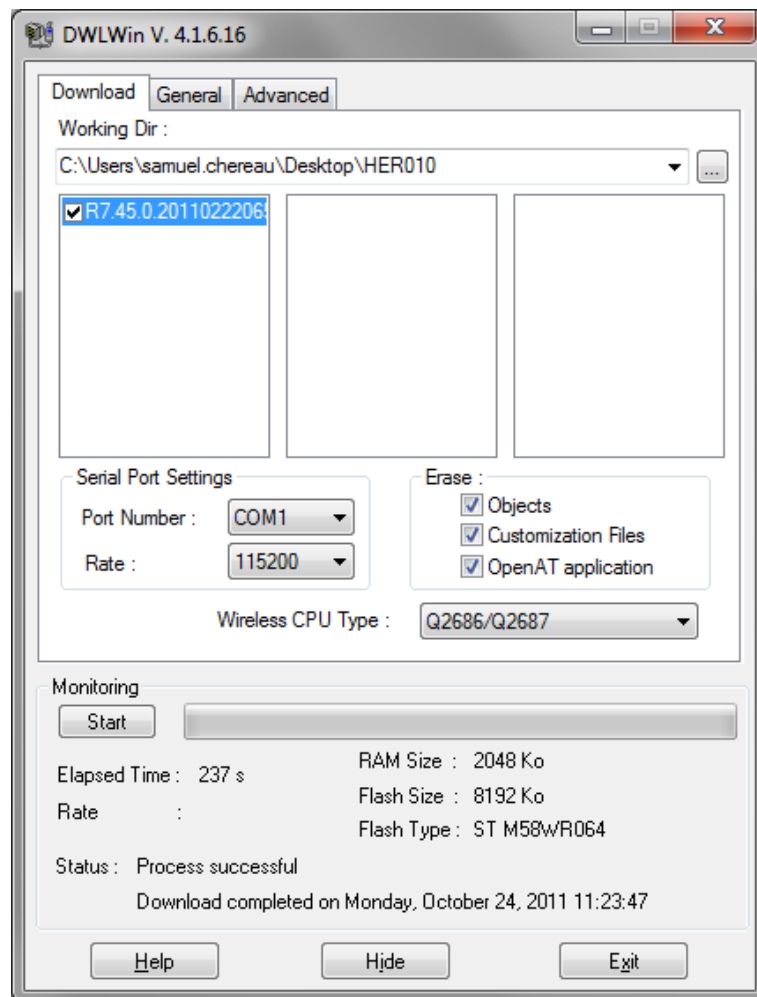 DWLWin V. 4.1.6.16
Download General Advanced
Working Dir :
C:\Users\samuel.chereau\Desktop\HER010 ...
R7.45.0.2011022206
Serial Port Settings Erase :
Port Number : COM1 Objects
Customization Files
Rate : 115200 OpenAT application
Wireless CPU Type : Q2686/Q2687
Monitoring
Start
Elapsed Time : 237 s RAM Size : 2048 Ko
Rate : Flash Size : 8192 Ko
Flash Type : ST M58WR064
Status : Process successful
Download completed on Monday, October 24, 2011 11:23:47
Help Hide Exit